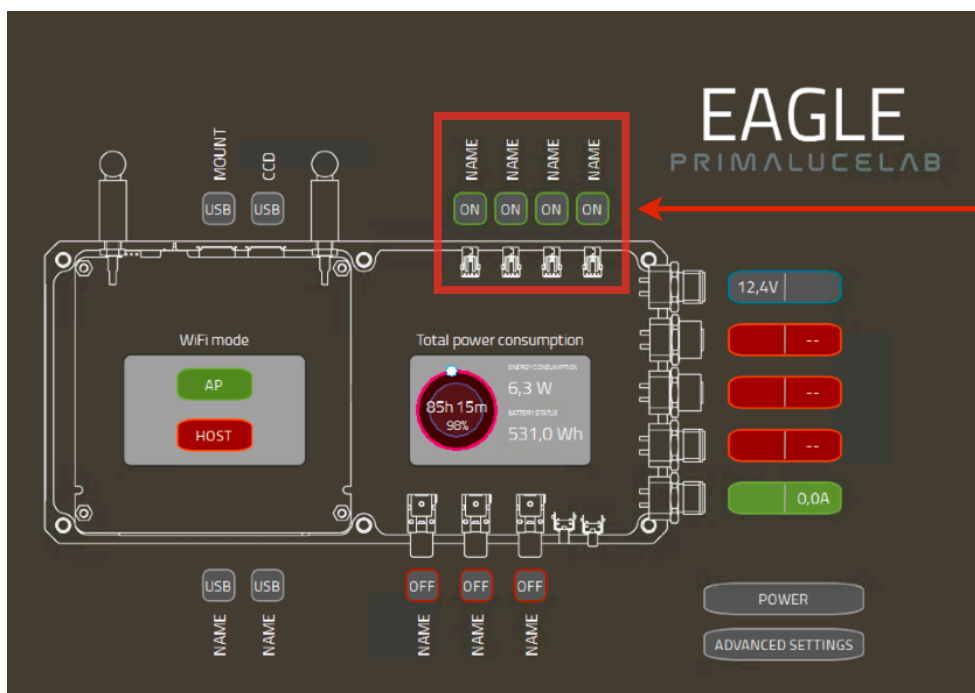 EAGLE
PRIMALUCELAB
MOUNT
CCD
NAME
NAME
NAME
NAME
USB
USB
ON
ON
ON
ON
12,4V
WiFi mode
AP
HOST
Total power consumption
85h 15m
98%
ENERGY CONSUMPTION
6,3 W
BATTERY STATUS
531,0 Wh
--
--
--
0,0A
USB
USB
OFF
OFF
OFF
NAME
NAME
NAME
NAME
NAME
POWER
ADVANCED SETTINGS